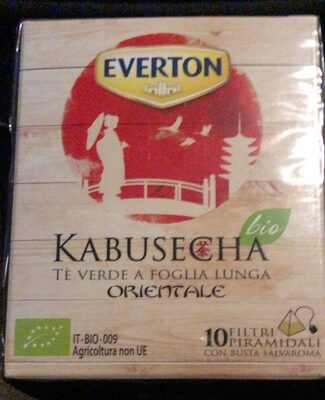 EVERTON
bio
KABUSECHA
茶
TÈ VERDE A FOGLIA LUNGA
ORIENTALE
IT-BIO-009
Agricoltura non UE
10 FILTRI
PIRAMIDALI
CON BUSTA SALVAROMA